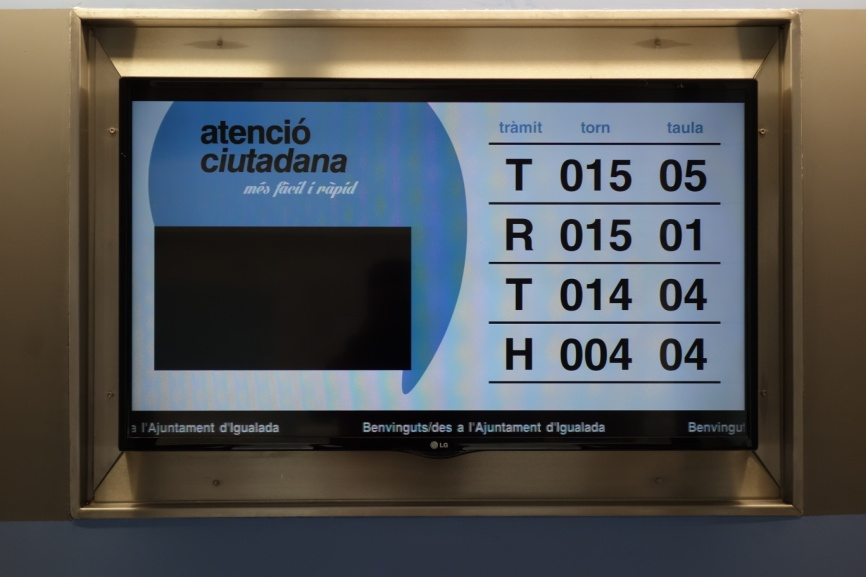 atenció
ciutadana
més fàcil i ràpid
tràmit torn taula
T 015 05
R 015 01
T 014 04
H 004 04
a l'Ajuntament d'Igualada Benvinguts/des a l'Ajuntament d'Igualada Benvingu
LG